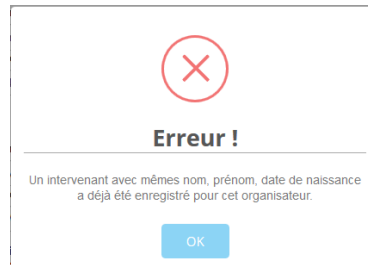 Erreur !
Un intervenant avec mêmes nom, prénom, date de naissance
a déjà été enregistré pour cet organisateur.
OK